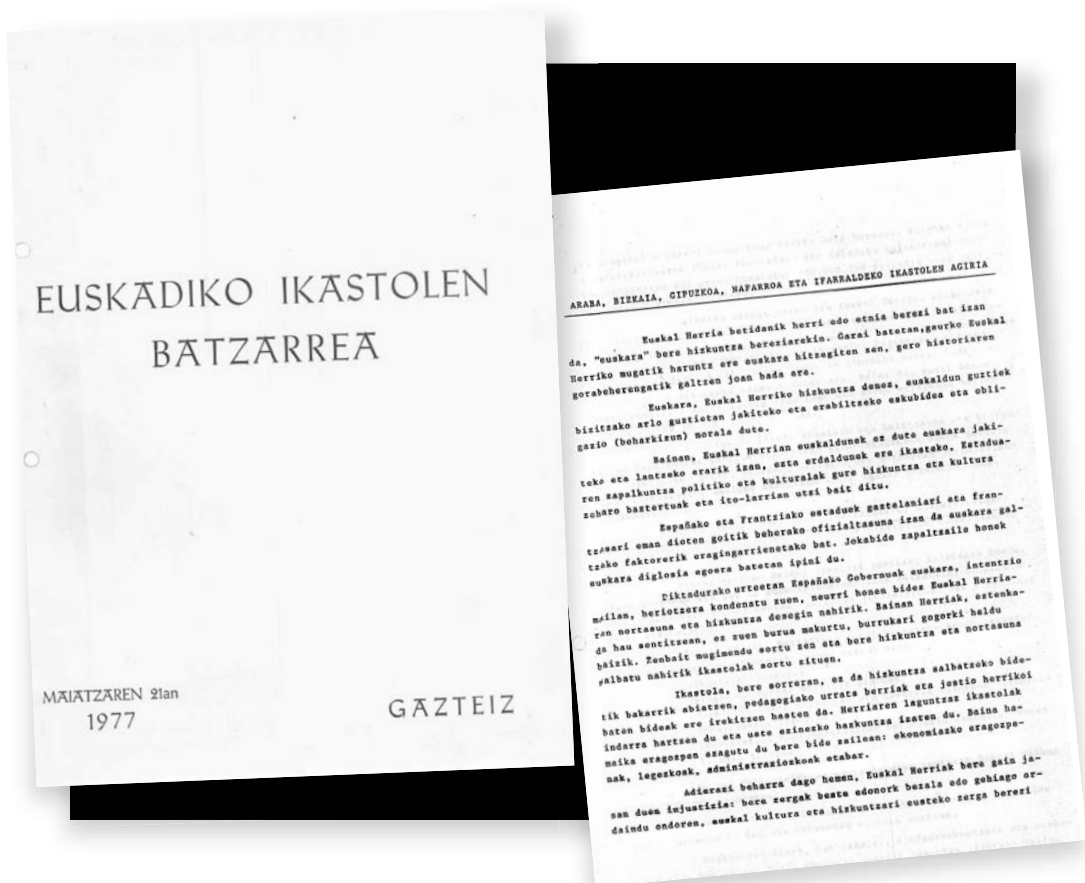 EUSKADIKO IKASTOLEN
BATZARREA
MAIATZAREN 21an
1977
GAZTEIZ
ARABA, BIZKAIA, GIPUZKOA, NAFARROA ETA IFARRALDEKO IKASTOLEN AGIRIA
Euskal Herria betidanik herri edo etnia berezi bat izan
da, "euskara" bere hizkuntza bereziarekin. Garai batetan,gaurko Euskal
Herriko mugatik haruntz ere euskara hitzegiten zen, gero historiaren
gorabeherengatik galtzen joan bada ere.
Euskara, Euskal Herriko hizkuntza denez, euskaldun guztiek
bizitzako arlo guztietan jakiteko eta erabiltzeko eskubidea eta obli-
gazio (beharkizun) morala dute.
Bainan, Euskal Herrian euskaldunek ez dute euskara jaki-
teko eta lantzeko erarik izan, ezta erdaldunek ere ikasteko. Estadua-
ren zapalkuntza politiko eta kulturalak gure hizkuntza eta kultura
zeharo baztertuak eta ito-larrian utzi bait ditu.
Españako eta Frantziako estaduek gaztelaniari eta fran-
tzesari eman dioten goitik beherako ofizialtasuna izan da euskara gal-
tzeko faktorerik eragingarrienetako bat. Jokabide zapaltzaile honek
euskara diglosia egoera batetan ipini du.
Diktadurako urteetan Españako Gobernuak euskara, intentzio
mailan, heriotzera kondenatu zuen, neurri honen bidez Euskal Herria-
ren nortasuna eta hizkuntza desegin nahirik. Bainan Herriak, eztenka-
da hau sentitzean, ez zuen burua makurtu, burrukari gogorki heldu
baizik. Zenbait mugimendu sortu zen eta bere hizkuntza eta nortasuna
salbatu nahirik ikastolak sortu zituen.
Ikastola, bere sorreran, ez da hizkuntza salbatzeko bide-
tik bakarrik abiatzen, pedagogiako urrats berriak eta jestio herrikoi
baten bideak ere irekitzen hasten da. Herriaren laguntzaz ikastolak
indarra hartzen du eta uste ezinezko hazkuntza izaten du. Baina ha-
maika eragozpen ezagutu du bere bide zailean: ekonomiazko eragozpe-
nak, legezkoak, administraziozkoak etabar.
Adierazi beharra dago hemen, Euskal Herriak bere gain ja-
san duen injustizia: bere zergak beste edonork bezala edo gehiago or-
daindu ondoren, euskal kultura eta hizkuntzari eusteko zerga berezi